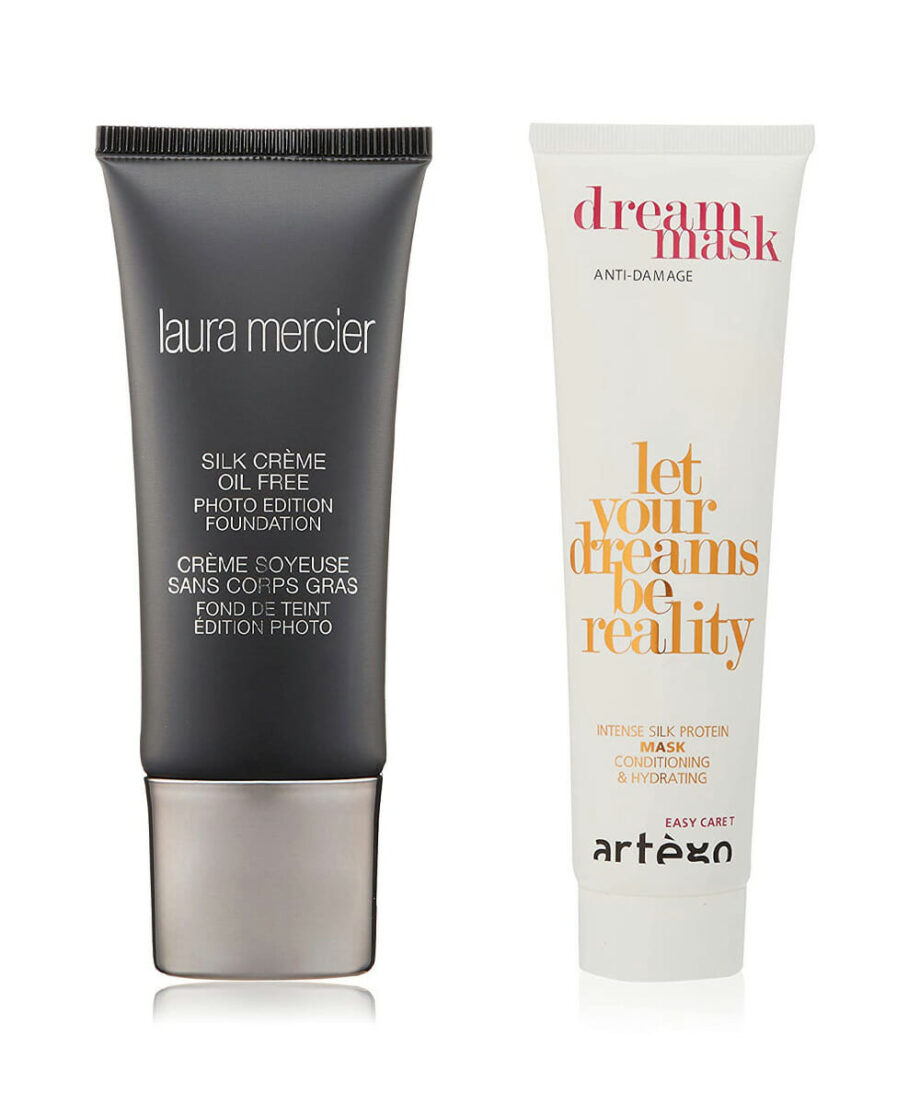 laura mercier
SILK CRÈME
OIL FREE
PHOTO EDITION
FOUNDATION
CRÈME SOYEUSE
SANS CORPS GRAS
FOND DE TEINT
ÉDITION PHOTO
dream
mask
ANTI-DAMAGE
let
your
dreams
be
reality
INTENSE SILK PROTEIN
MASK
CONDITIONING
& HYDRATING
EASY CARE T
artègo